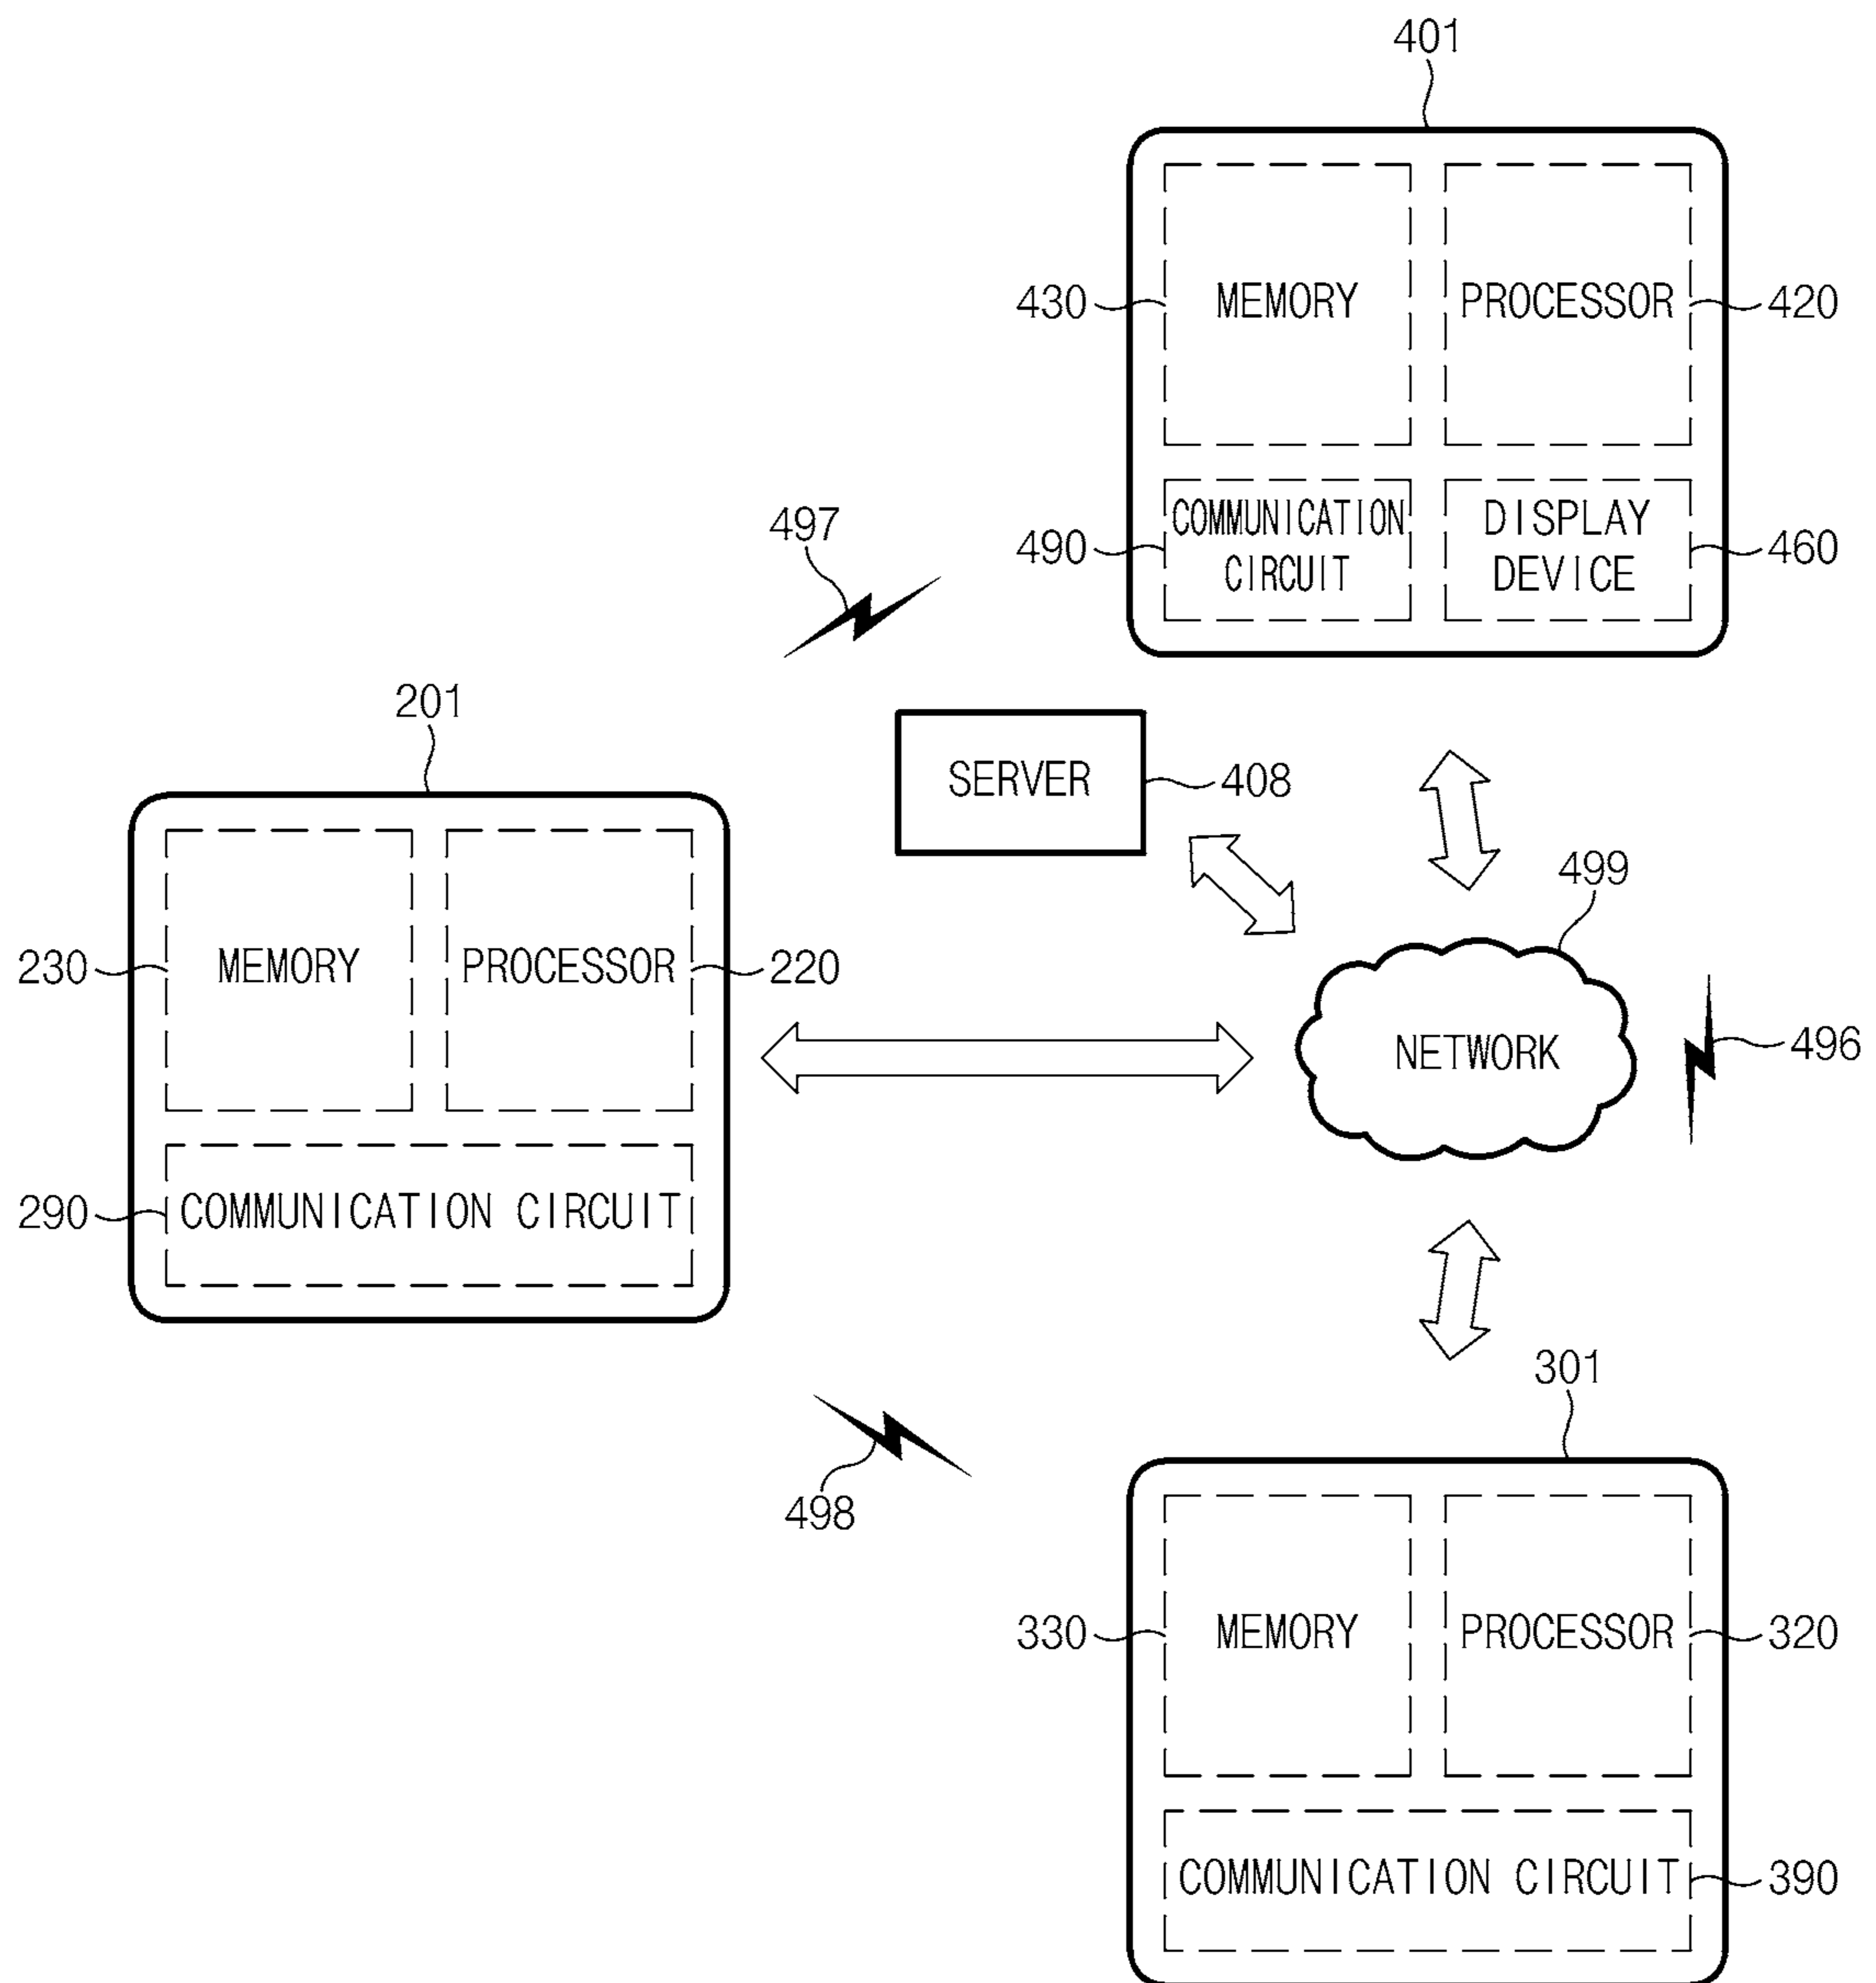 401
430
MEMORY
PROCESSOR
420
490
COMMUNICATION
CIRCUIT
DISPLAY
DEVICE
460
497
201
SERVER
408
499
230
MEMORY
PROCESSOR
220
NETWORK
496
290
COMMUNICATION CIRCUIT
301
498
330
MEMORY
PROCESSOR
320
COMMUNICATION CIRCUIT
390